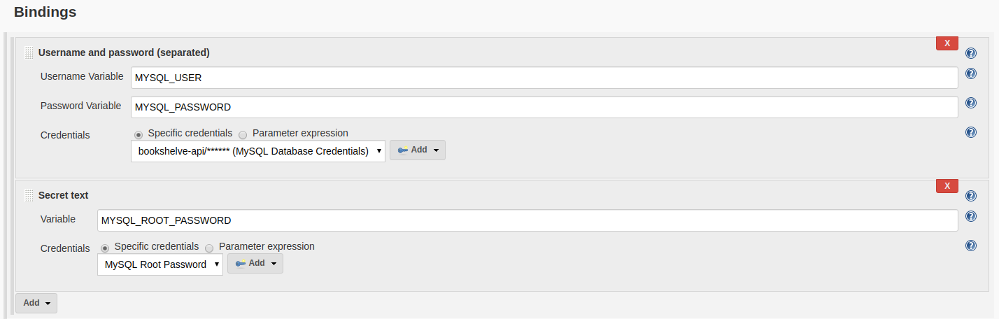 Bindings
Username and password (separated)
X
Username Variable MYSQL_USER
Password Variable MYSQL_PASSWORD
Credentials Specific credentials Parameter expression
bookshelve-api/****** (MySQL Database Credentials) Add
Secret text
X
Variable MYSQL_ROOT_PASSWORD
Credentials Specific credentials Parameter expression
MySQL Root Password Add
Add